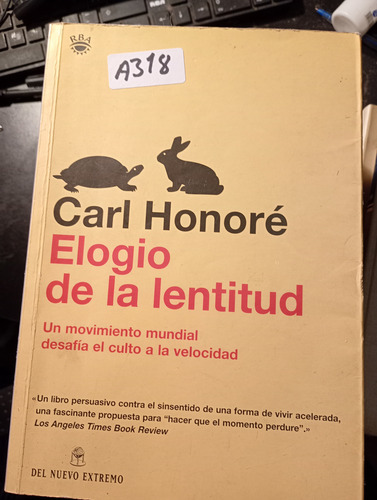 RBA
A318
Carl Honoré
Elogio
de la lentitud
Un movimiento mundial
desafía el culto a la velocidad
«Un libro persuasivo contra el sinsentido de una forma de vivir acelerada,
una fascinante propuesta para "hacer que el momento perdure".»
Los Angeles Times Book Review
DEL NUEVO EXTREMO